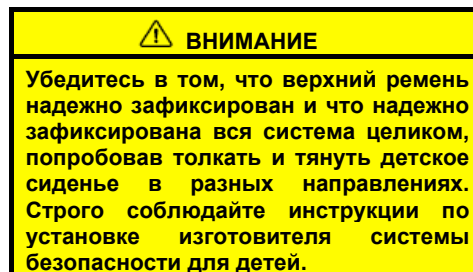 ВНИМАНИЕ
Убедитесь в том, что верхний ремень
надежно зафиксирован и что надежно
зафиксирована вся система целиком,
попробовав толкать и тянуть детское
сиденье в разных направлениях.
Строго соблюдайте инструкции по
установке изготовителя системы
безопасности для детей.